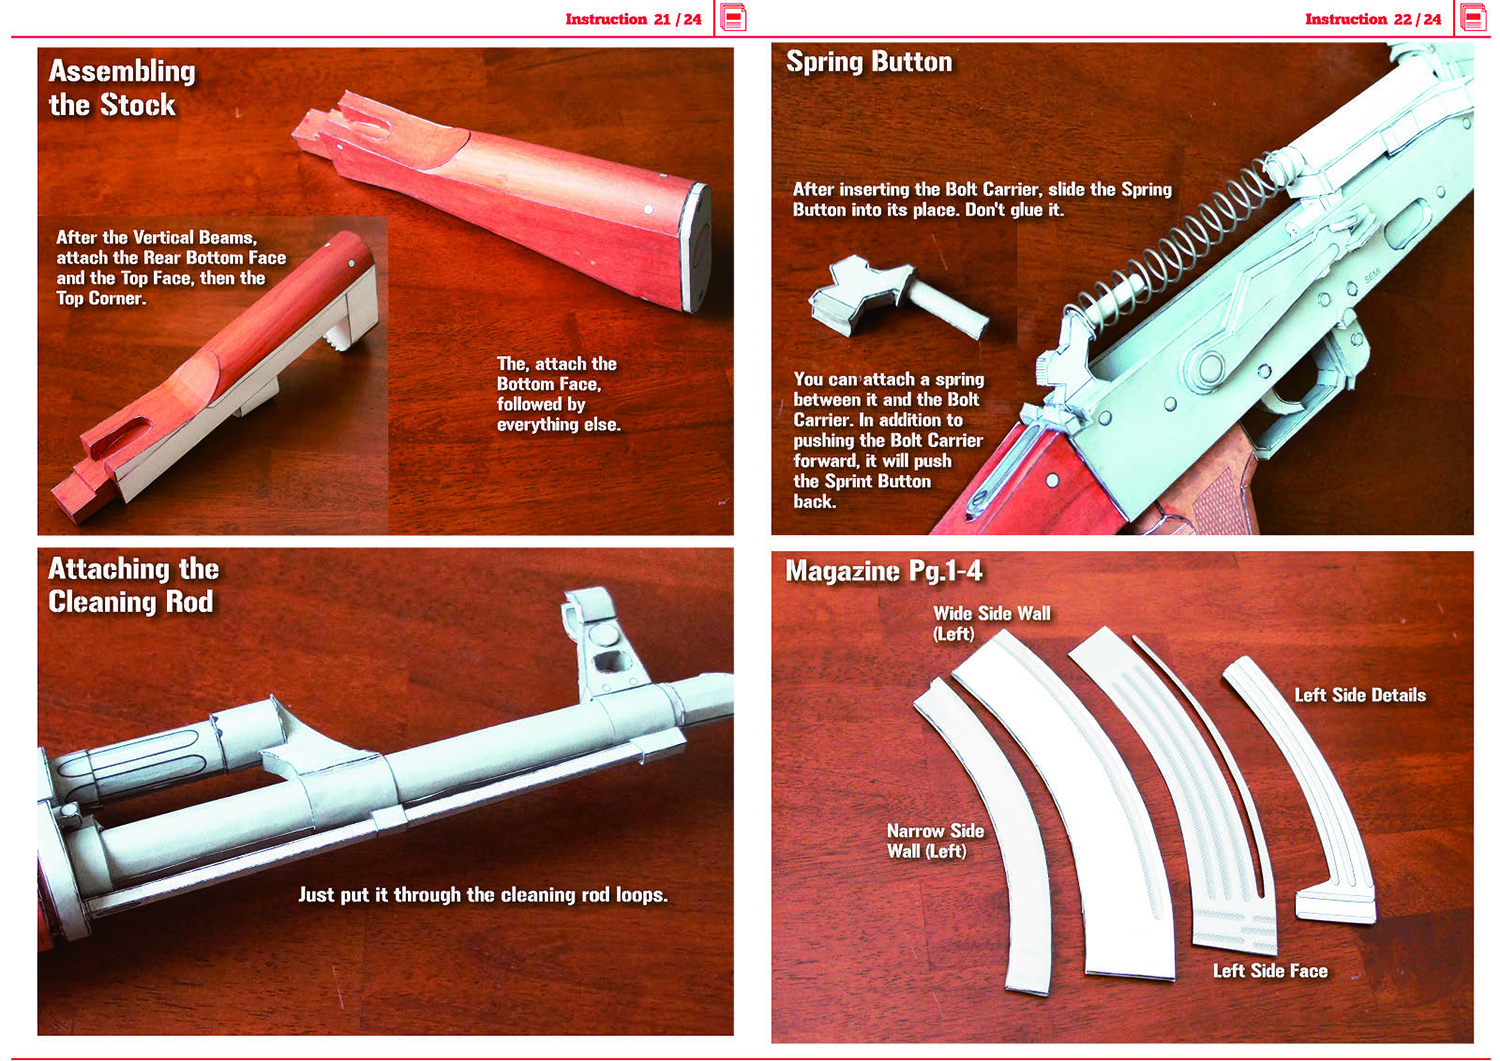 Instruction 21 / 24
Assembling
the Stock
After the Vertical Beams,
attach the Rear Bottom Face
and the Top Face, then the
Top Corner.
The, attach the
Bottom Face,
followed by
everything else.
Attaching the
Cleaning Rod
Just put it through the cleaning rod loops.
Instruction 22 / 24
Spring Button
After inserting the Bolt Carrier, slide the Spring
Button into its place. Don't glue it.
You can attach a spring
between it and the Bolt
Carrier. In addition to
pushing the Bolt Carrier
forward, it will push
the Sprint Button
back.
SEMI
Magazine Pg.1-4
Wide Side Wall
(Left)
Left Side Details
Narrow Side
Wall (Left)
Left Side Face